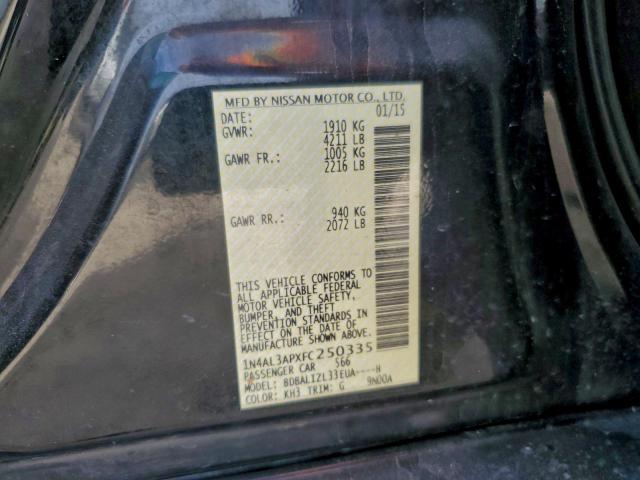 MFD BY NISSAN MOTOR CO., LTD.
DATE: 01/15
GVWR: 1910 KG
4211 LB
GAWR FR.: 1005 KG
2216 LB
GAWR RR.: 940 KG
2072 LB
THIS VEHICLE CONFORMS TO
ALL APPLICABLE FEDERAL
MOTOR VEHICLE SAFETY,
BUMPER, AND THEFT
PREVENTION STANDARDS IN
EFFECT ON THE DATE OF
MANUFACTURE SHOWN ABOVE.
1N4AL3APXFC250335
PASSENGER CAR S66
MODEL: BDBALIZL33EUA----H
COLOR: KH3 TRIM: G 9N00A